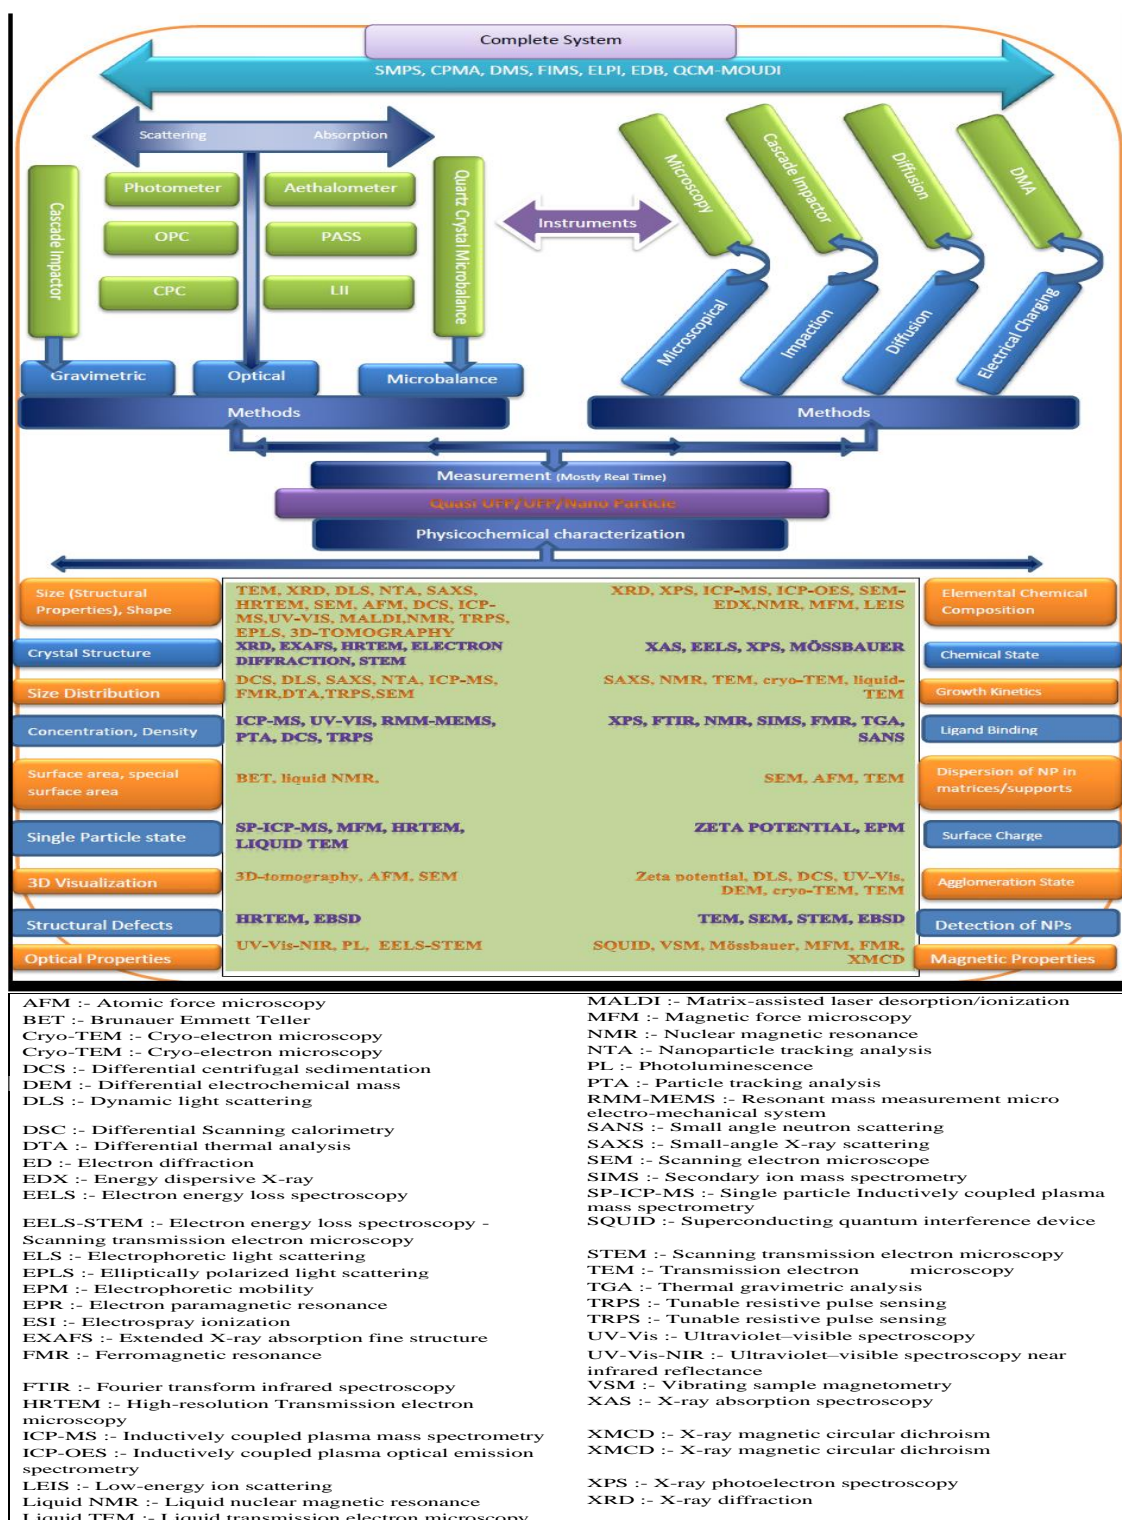 Complete System
SMPS, CPMA, DMS, FIMS, ELPI, EDB, QCM-MOUDI
Scattering
Absorption
Cascade Impactor
Photometer
Aethalometer
OPC
PASS
CPC
LII
Quartz Crystal Microbalance
Instruments
Microscopy
Cascade Impactor
Diffusion
DMA
Microscopical
Impaction
Diffusion
Electrical Charging
Gravimetric
Optical
Microbalance
Methods
Methods
Measurement (Mostly Real Time)
Quasi UFP/UFP/Nano Particle
Physicochemical characterization
Size (Structural
Properties), Shape
TEM, XRD, DLS, NTA, SAXS,
HRTEM, SEM, AFM, DCS, ICP-
MS,UV-VIS, MALDI,NMR, TRPS,
EPLS, 3D-TOMOGRAPHY
XRD, XPS, ICP-MS, ICP-OES, SEM-
EDX,NMR, MFM, LEIS
Elemental Chemical
Composition
Crystal Structure
XRD, EXAFS, HRTEM, ELECTRON
DIFFRACTION, STEM
XAS, EELS, XPS, MÖSSBAUER
Chemical State
Size Distribution
DCS, DLS, SAXS, NTA, ICP-MS,
FMR,DTA,TRPS,SEM
SAXS, NMR, TEM, cryo-TEM, liquid-
TEM
Growth Kinetics
Concentration, Density
ICP-MS, UV-VIS, RMM-MEMS,
PTA, DCS, TRPS
XPS, FTIR, NMR, SIMS, FMR, TGA,
SANS
Ligand Binding
Surface area, special
surface area
BET, liquid NMR,
SEM, AFM, TEM
Dispersion of NP in
matrices/supports
Single Particle state
SP-ICP-MS, MFM, HRTEM,
LIQUID TEM
ZETA POTENTIAL, EPM
Surface Charge
3D Visualization
3D-tomography, AFM, SEM
Zeta potential, DLS, DCS, UV-Vis,
DEM, cryo-TEM, TEM
Agglomeration State
Structural Defects
HRTEM, EBSD
TEM, SEM, STEM, EBSD
Detection of NPs
Optical Properties
UV-Vis-NIR, PL, EELS-STEM
SQUID, VSM, Mössbauer, MFM, FMR,
XMCD
Magnetic Properties
AFM :- Atomic force microscopy
BET :- Brunauer Emmett Teller
Cryo-TEM :- Cryo-electron microscopy
Cryo-TEM :- Cryo-electron microscopy
DCS :- Differential centrifugal sedimentation
DEM :- Differential electrochemical mass
DLS :- Dynamic light scattering
DSC :- Differential Scanning calorimetry
DTA :- Differential thermal analysis
ED :- Electron diffraction
EDX :- Energy dispersive X-ray
EELS :- Electron energy loss spectroscopy
EELS-STEM :- Electron energy loss spectroscopy -
Scanning transmission electron microscopy
ELS :- Electrophoretic light scattering
EPLS :- Elliptically polarized light scattering
EPM :- Electrophoretic mobility
EPR :- Electron paramagnetic resonance
ESI :- Electrospray ionization
EXAFS :- Extended X-ray absorption fine structure
FMR :- Ferromagnetic resonance
FTIR :- Fourier transform infrared spectroscopy
HRTEM :- High-resolution Transmission electron
microscopy
ICP-MS :- Inductively coupled plasma mass spectrometry
ICP-OES :- Inductively coupled plasma optical emission
spectrometry
LEIS :- Low-energy ion scattering
Liquid NMR :- Liquid nuclear magnetic resonance
Liquid TEM :- Liquid transmission electron microscopy
MALDI :- Matrix-assisted laser desorption/ionization
MFM :- Magnetic force microscopy
NMR :- Nuclear magnetic resonance
NTA :- Nanoparticle tracking analysis
PL :- Photoluminescence
PTA :- Particle tracking analysis
RMM-MEMS :- Resonant mass measurement micro
electro-mechanical system
SANS :- Small angle neutron scattering
SAXS :- Small-angle X-ray scattering
SEM :- Scanning electron microscope
SIMS :- Secondary ion mass spectrometry
SP-ICP-MS :- Single particle Inductively coupled plasma
mass spectrometry
SQUID :- Superconducting quantum interference device
STEM :- Scanning transmission electron microscopy
TEM :- Transmission electron microscopy
TGA :- Thermal gravimetric analysis
TRPS :- Tunable resistive pulse sensing
TRPS :- Tunable resistive pulse sensing
UV-Vis :- Ultraviolet–visible spectroscopy
UV-Vis-NIR :- Ultraviolet–visible spectroscopy near
infrared reflectance
VSM :- Vibrating sample magnetometry
XAS :- X-ray absorption spectroscopy
XMCD :- X-ray magnetic circular dichroism
XMCD :- X-ray magnetic circular dichroism
XPS :- X-ray photoelectron spectroscopy
XRD :- X-ray diffraction